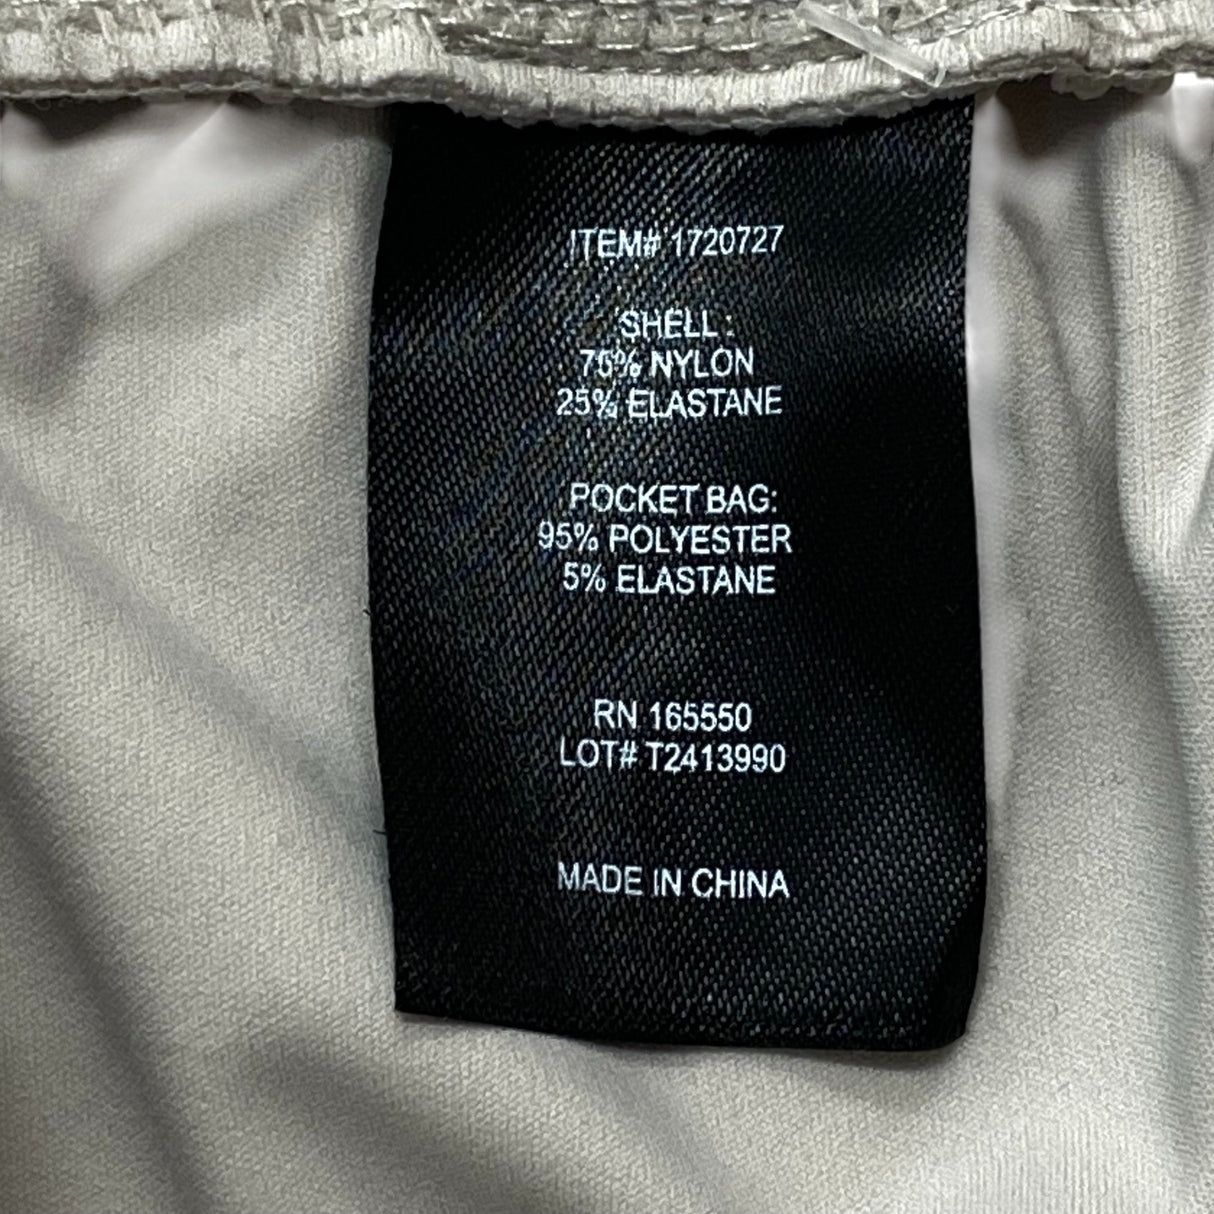 ITEM# 1720727
SHELL:
75% NYLON
25% ELASTANE
POCKET BAG:
95% POLYESTER
5% ELASTANE
RN 165550
LOT# T2413990
MADE IN CHINA